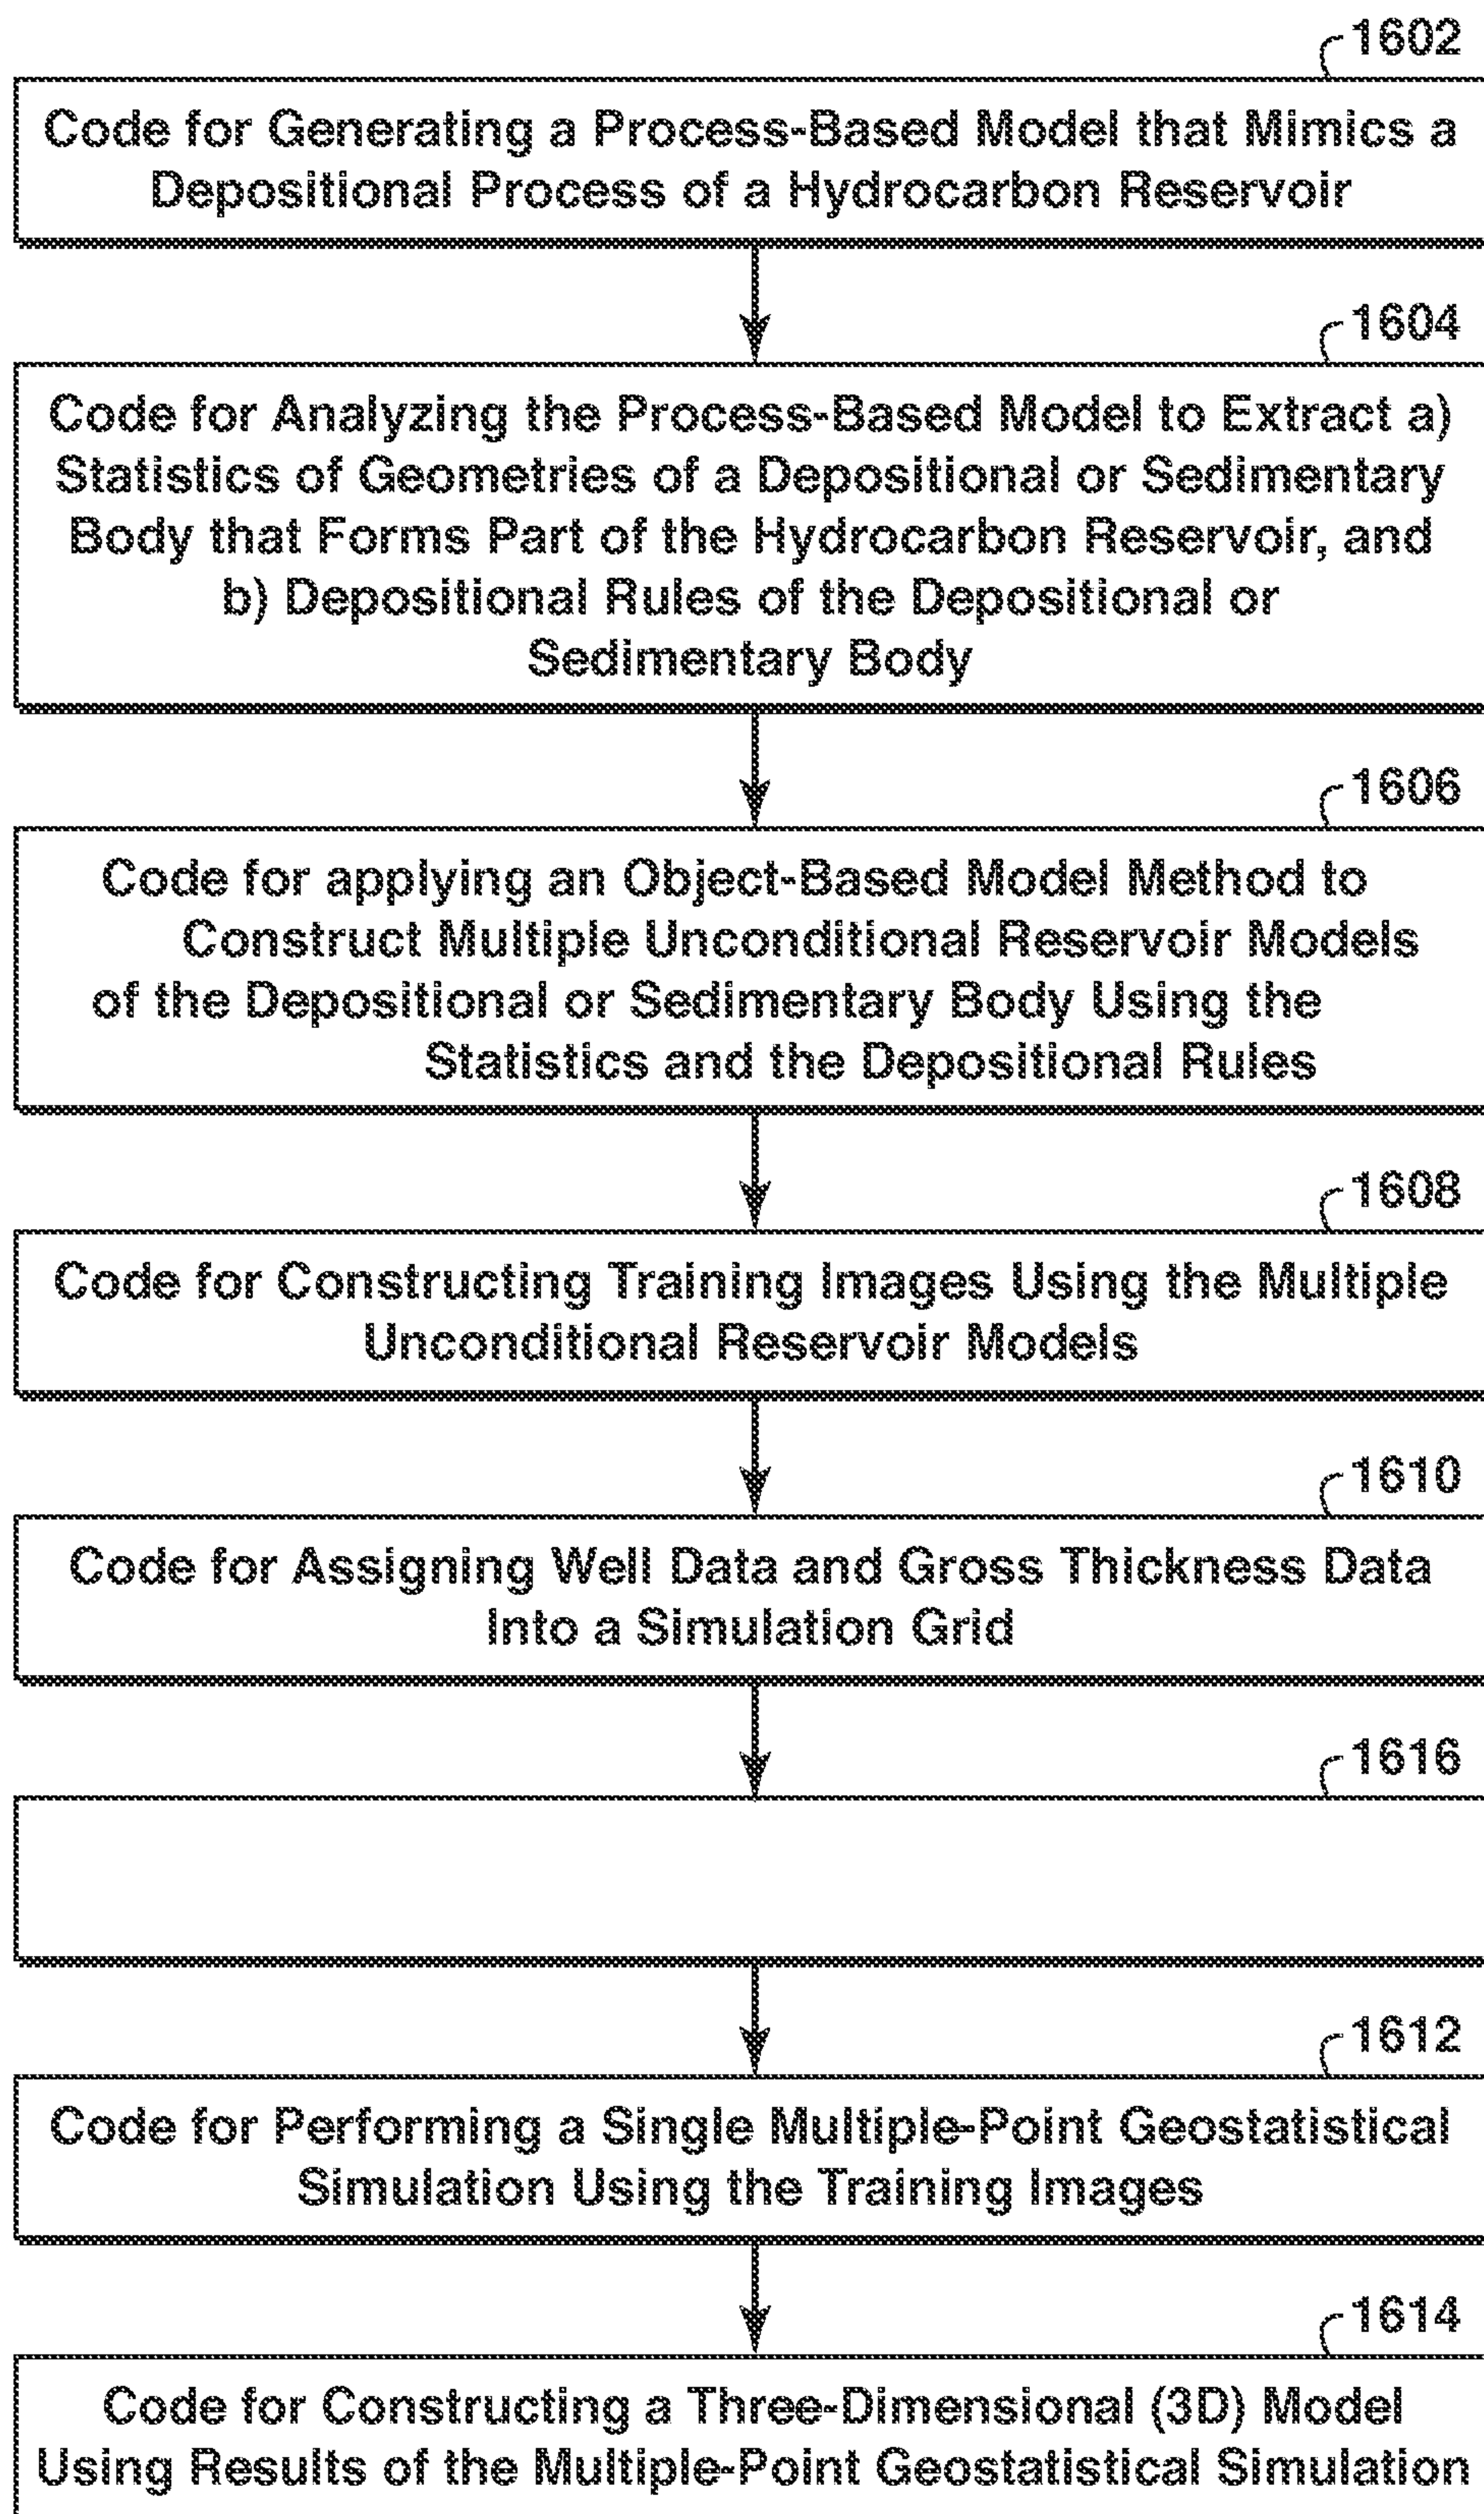 1602
Code for Generating a Process-Based Model that Mimics a
Depositional Process of a Hydrocarbon Reservoir
1604
Code for Analyzing the Process-Based Model to Extract a)
Statistics of Geometries of a Depositional or Sedimentary
Body that Forms Part of the Hydrocarbon Reservoir, and
b) Depositional Rules of the Depositional or
Sedimentary Body
1606
Code for applying an Object-Based Model Method to
Construct Multiple Unconditional Reservoir Models
of the Depositional or Sedimentary Body Using the
Statistics and the Depositional Rules
1608
Code for Constructing Training Images Using the Multiple
Unconditional Reservoir Models
1610
Code for Assigning Well Data and Gross Thickness Data
Into a Simulation Grid
1616
1612
Code for Performing a Single Multiple-Point Geostatistical
Simulation Using the Training Images
1614
Code for Constructing a Three-Dimensional (3D) Model
Using Results of the Multiple-Point Geostatistical Simulation